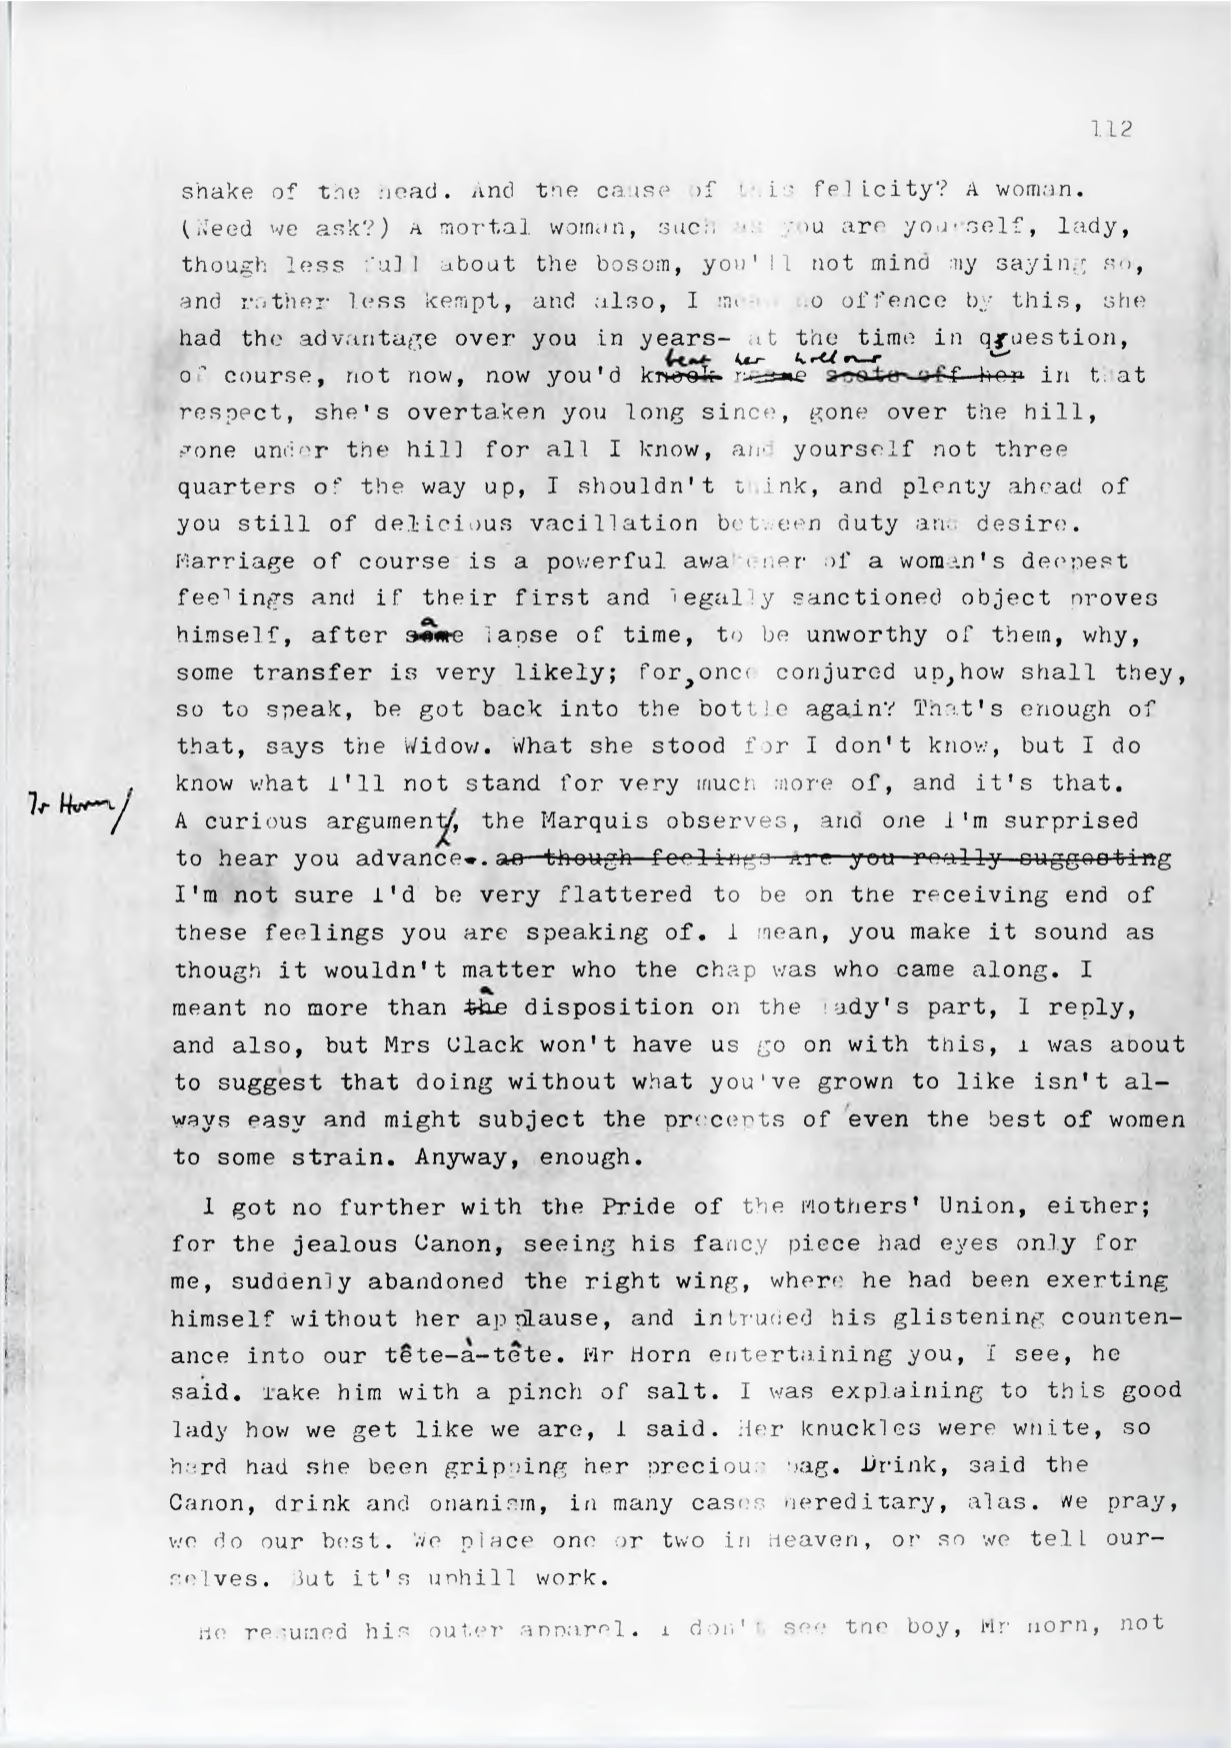 112
shake of the head. And the cause of this felicity? A woman.
(Need we ask?) A mortal woman, such as you are yourself, lady,
though less full about the bosom, you'll not mind my saying so,
and rather less kempt, and also, I mean no offence by this, she
had the advantage over you in years- at the time in question,
beat her hollow
of course, not now, now you'd knock spots off her in that
respect, she's overtaken you long since, gone over the hill,
gone under the hill for all I know, and yourself not three
quarters of the way up, I shouldn't think, and plenty ahead of
you still of delicious vacillation between duty and desire.
Marriage of course is a powerful awakener of a woman's deepest
feelings and if their first and legally sanctioned object proves
a
himself, after some lapse of time, to be unworthy of them, why,
some transfer is very likely; for, once conjured up, how shall they,
so to speak, be got back into the bottle again? That's enough of
that, says the Widow. What she stood for I don't know, but I do
know what I'll not stand for very much more of, and it's that.
Mr Horn/
A curious argument, the Marquis observes, and one I'm surprised
to hear you advance. as though feelings Are you really suggesting
I'm not sure I'd be very flattered to be on the receiving end of
these feelings you are speaking of. I mean, you make it sound as
though it wouldn't matter who the chap was who came along. I
a
meant no more than the disposition on the lady's part, I reply,
and also, but Mrs Clack won't have us go on with this, I was about
to suggest that doing without what you've grown to like isn't al-
ways easy and might subject the precepts of even the best of women
to some strain. Anyway, enough.
I got no further with the Pride of the Mothers' Union, either;
for the jealous Canon, seeing his fancy piece had eyes only for
me, suddenly abandoned the right wing, where he had been exerting
himself without her applause, and intruded his glistening counten-
ance into our tête-à-tête. Mr Horn entertaining you, I see, he
said. Take him with a pinch of salt. I was explaining to this good
lady how we get like we are, I said. Her knuckles were white, so
hard had she been gripping her precious bag. Drink, said the
Canon, drink and onanism, in many cases hereditary, alas. We pray,
we do our best. We place one or two in Heaven, or so we tell our-
selves. But it's uphill work.
He resumed his outer apparel. I don't see the boy, Mr Horn, not